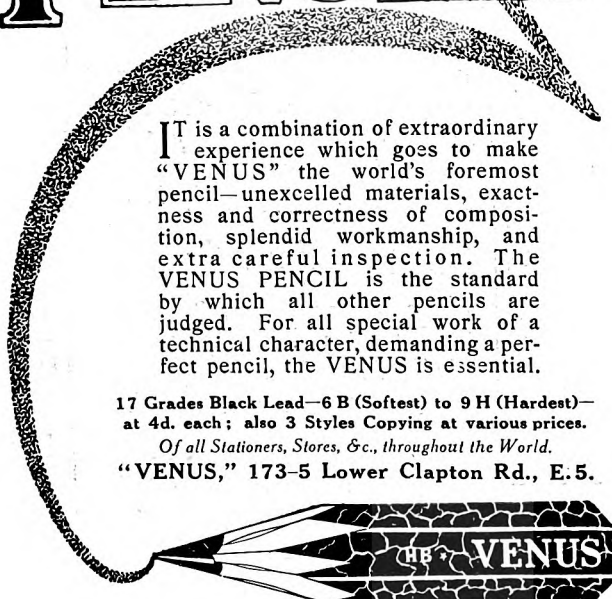 IT is a combination of extraordinary
experience which goes to make
"VENUS" the world's foremost
pencil—unexcelled materials, exact-
ness and correctness of composi-
tion, splendid workmanship, and
extra careful inspection. The
VENUS PENCIL is the standard
by which all other pencils are
judged. For all special work of a
technical character, demanding a per-
fect pencil, the VENUS is essential.
17 Grades Black Lead—6 B (Softest) to 9 H (Hardest)—
at 4d. each; also 3 Styles Copying at various prices.
Of all Stationers, Stores, &c., throughout the World.
"VENUS," 173-5 Lower Clapton Rd., E.5.
HB VENUS